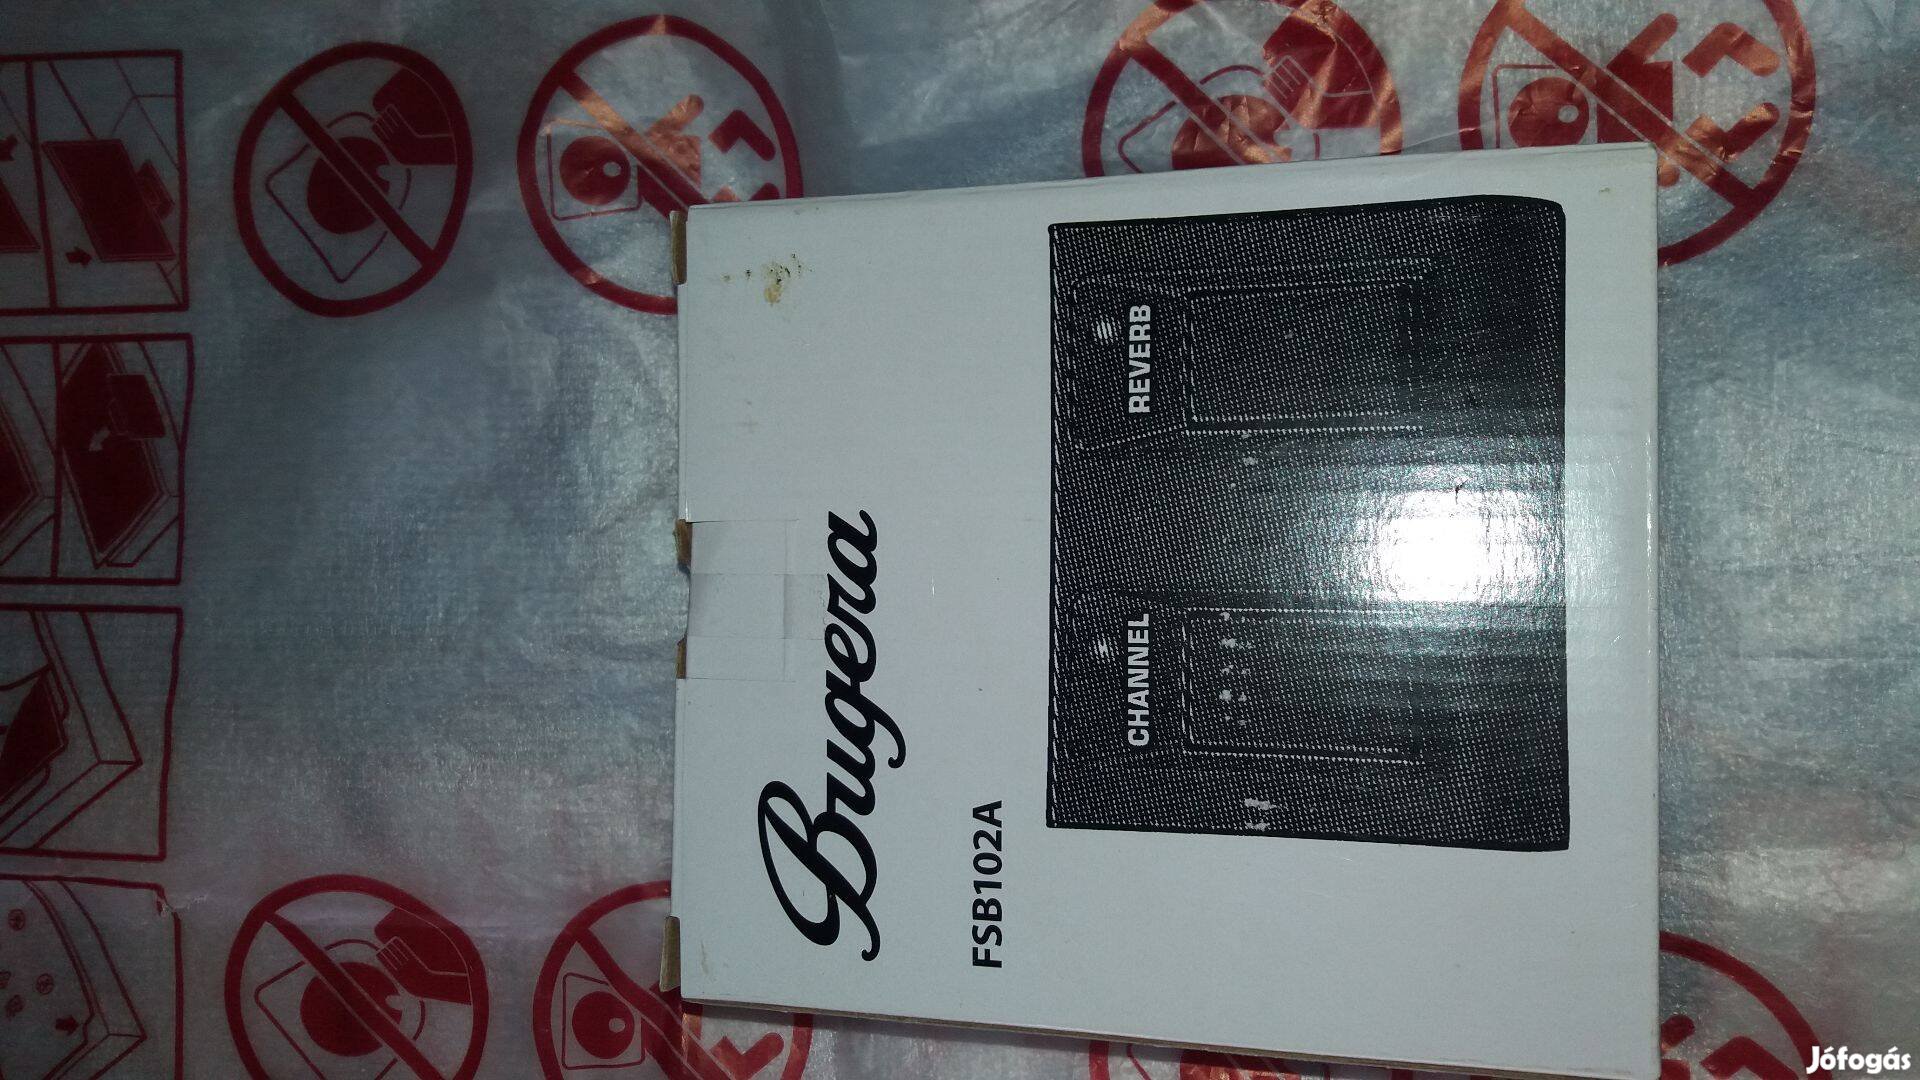 Bugera
FSB102A
CHANNEL
REVERB
Jófogás